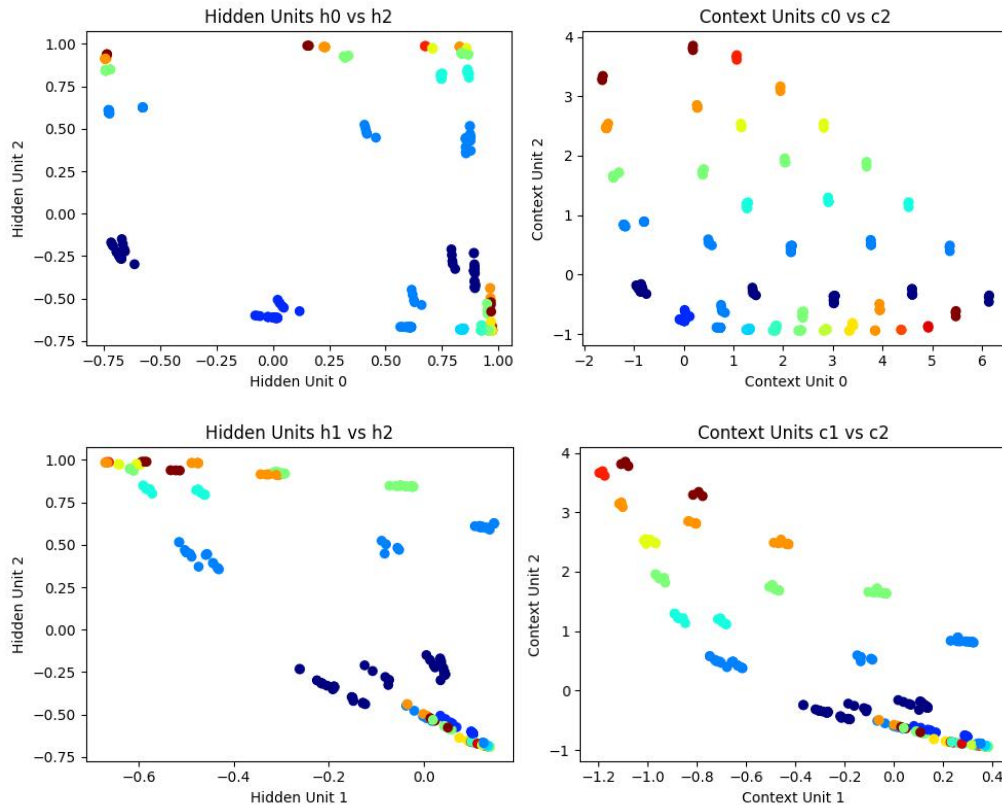 Hidden Units h0 vs h2
1.00
0.75
0.50
0.25
0.00
−0.25
−0.50
−0.75
Hidden Unit 2
−0.75 −0.50 −0.25 0.00 0.25 0.50 0.75 1.00
Hidden Unit 0
Context Units c0 vs c2
4
3
2
1
0
−1
Context Unit 2
−2 −1 0 1 2 3 4 5 6
Context Unit 0
Hidden Units h1 vs h2
1.00
0.75
0.50
0.25
0.00
−0.25
−0.50
−0.75
Hidden Unit 2
−0.6 −0.4 −0.2 0.0
Hidden Unit 1
Context Units c1 vs c2
4
3
2
1
0
−1
Context Unit 2
−1.2 −1.0 −0.8 −0.6 −0.4 −0.2 0.0 0.2 0.4
Context Unit 1